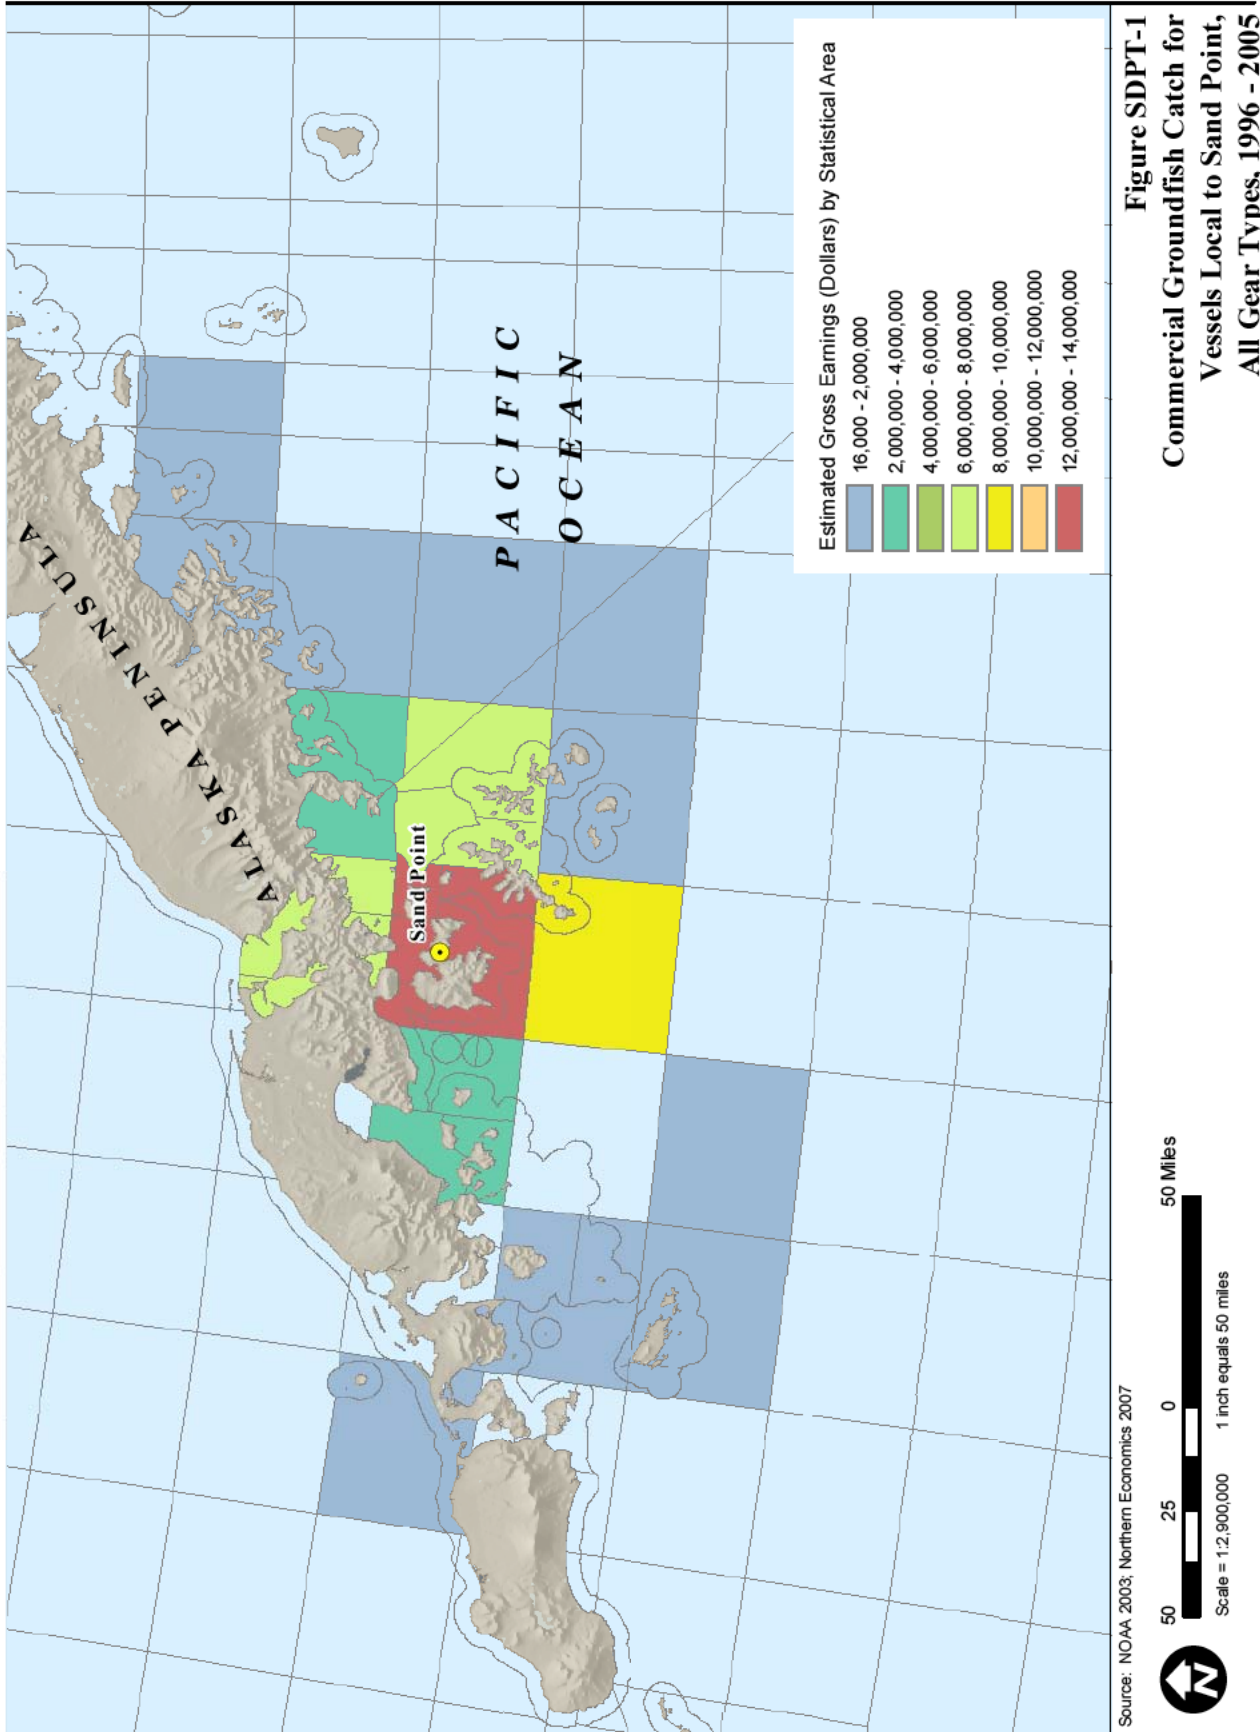 Figure SDPT-1
Commercial Groundfish Catch for
Vessels Local to Sand Point,
All Gear Types, 1996 - 2005
ALASKA PENINSULA
Sand Point
PACIFIC
OCEAN
Estimated Gross Earnings (Dollars) by Statistical Area
16,000 - 2,000,000
2,000,000 - 4,000,000
4,000,000 - 6,000,000
6,000,000 - 8,000,000
8,000,000 - 10,000,000
10,000,000 - 12,000,000
12,000,000 - 14,000,000
Source: NOAA 2003; Northern Economics 2007
N
50 25 0 50 Miles
Scale = 1:2,900,000 1 inch equals 50 miles